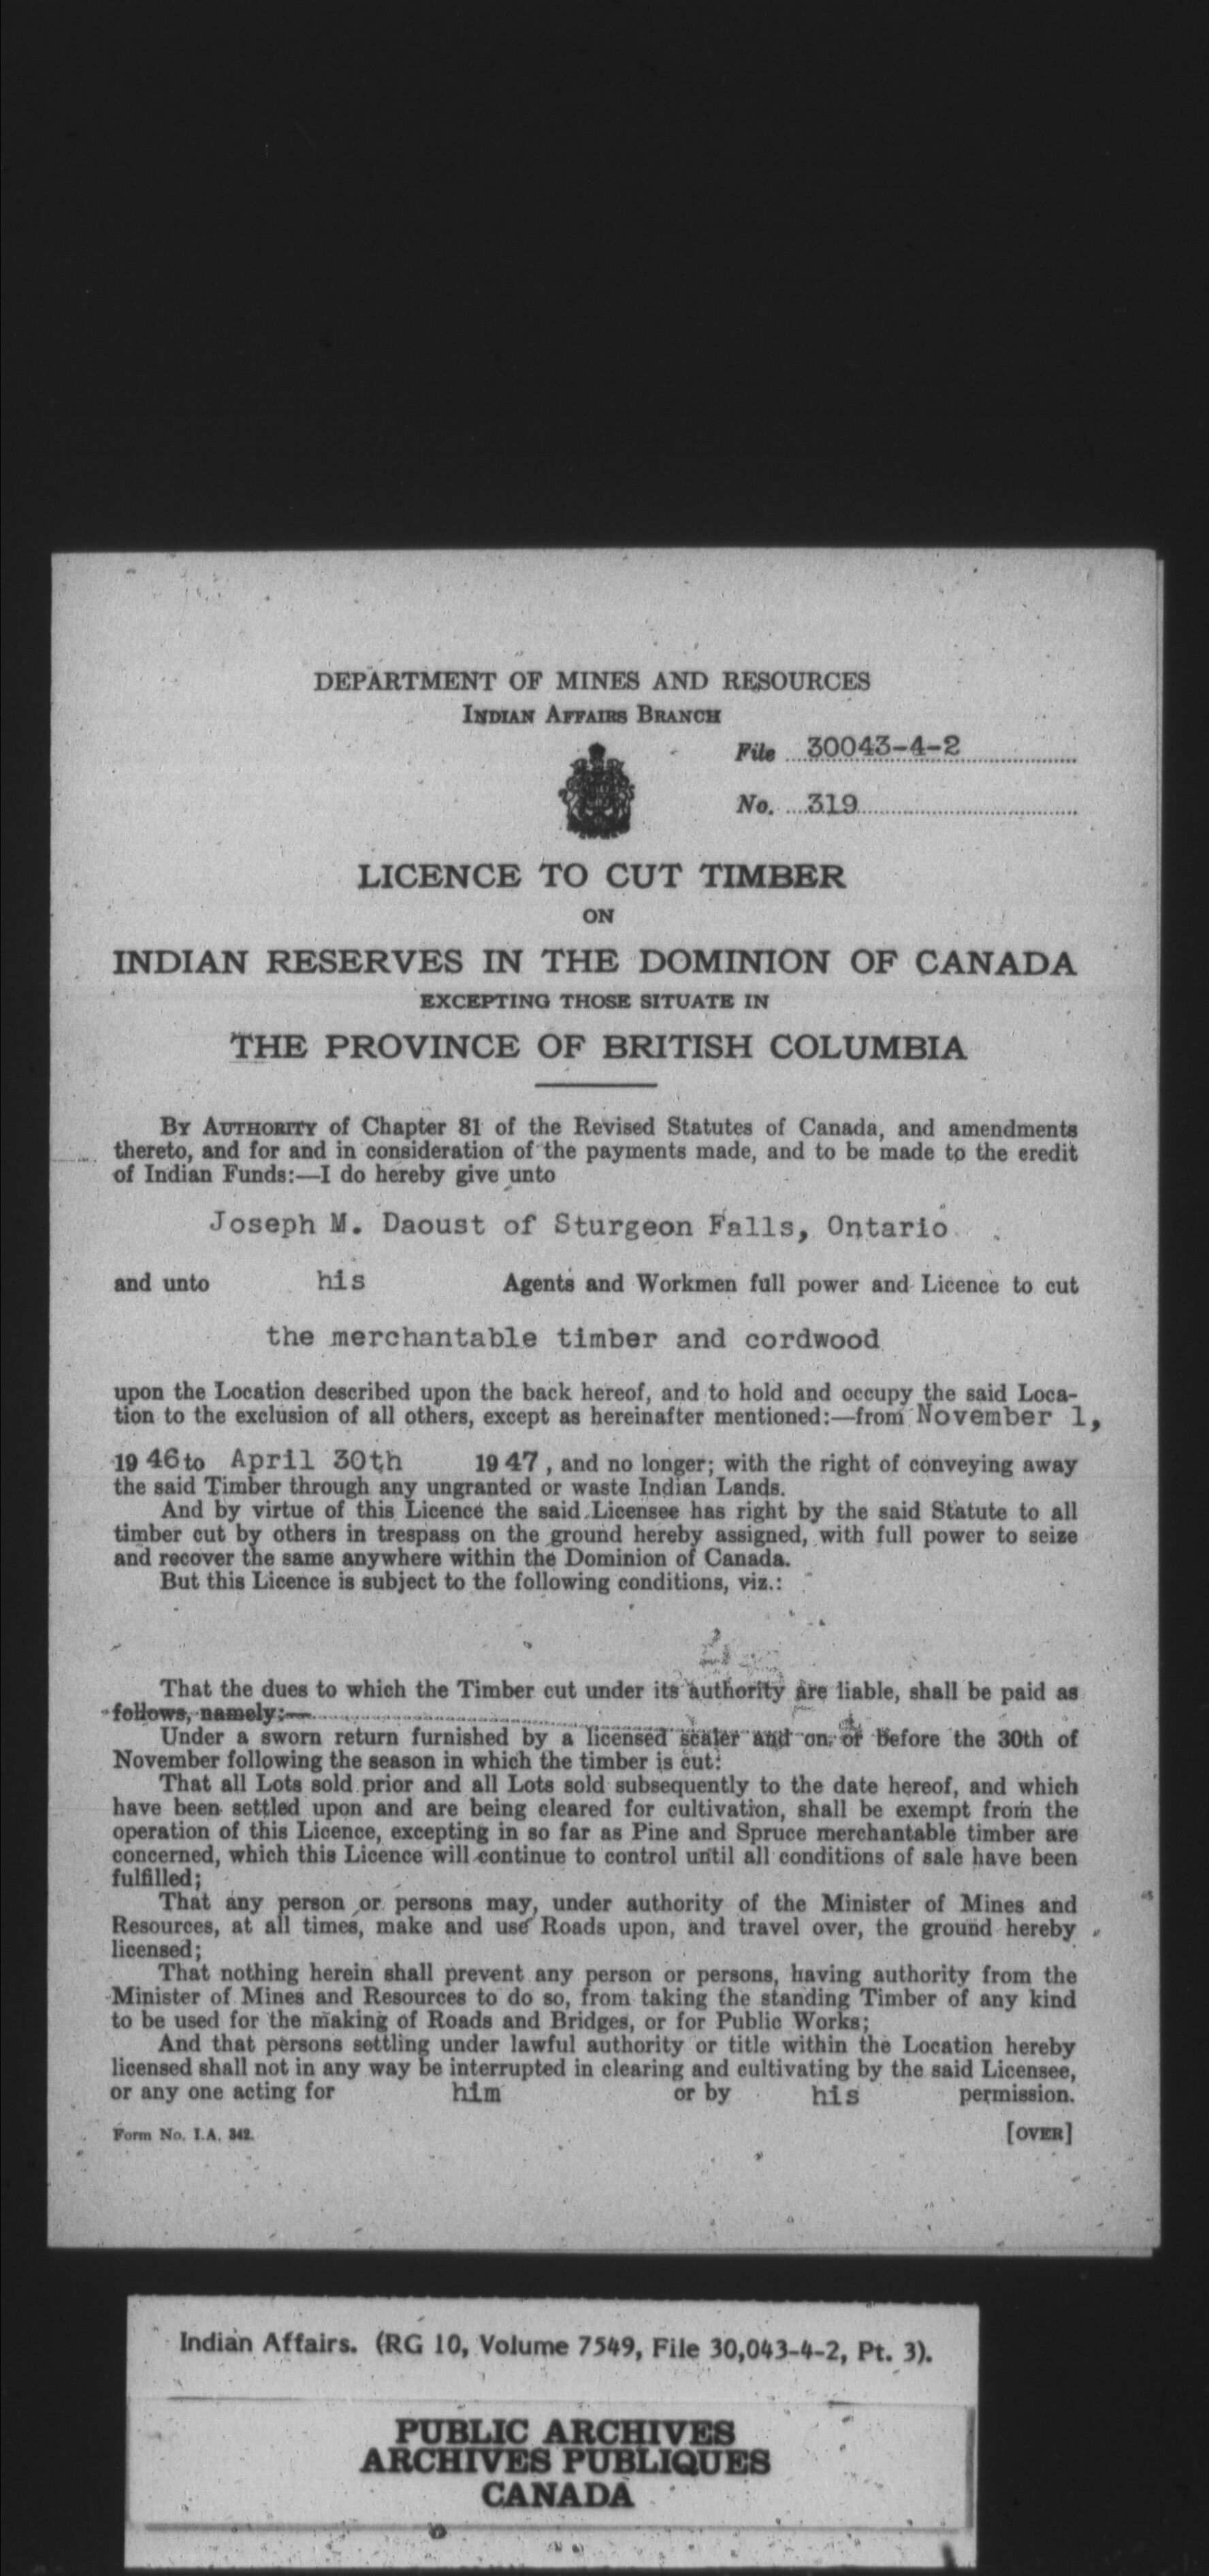 DEPARTMENT OF MINES AND RESOURCES
INDIAN AFFAIRS BRANCH
File 30043-4-2
No. 319
LICENCE TO CUT TIMBER
ON
INDIAN RESERVES IN THE DOMINION OF CANADA
EXCEPTING THOSE SITUATE IN
THE PROVINCE OF BRITISH COLUMBIA
BY AUTHORITY of Chapter 81 of the Revised Statutes of Canada, and amendments
thereto, and for and in consideration of the payments made, and to be made to the credit
of Indian Funds:—I do hereby give unto
Joseph M. Daoust of Sturgeon Falls, Ontario
and unto his Agents and Workmen full power and Licence to cut
the merchantable timber and cordwood
upon the Location described upon the back hereof, and to hold and occupy the said Loca-
tion to the exclusion of all others, except as hereinafter mentioned:—from November 1,
1946 to April 30th 1947, and no longer; with the right of conveying away
the said Timber through any ungranted or waste Indian Lands.
And by virtue of this Licence the said Licensee has right by the said Statute to all
timber cut by others in trespass on the ground hereby assigned, with full power to seize
and recover the same anywhere within the Dominion of Canada.
But this Licence is subject to the following conditions, viz.:
That the dues to which the Timber cut under its authority are liable, shall be paid as
follows, namely:—
Under a sworn return furnished by a licensed scaler and on or before the 30th of
November following the season in which the timber is cut:
That all Lots sold prior and all Lots sold subsequently to the date hereof, and which
have been settled upon and are being cleared for cultivation, shall be exempt from the
operation of this Licence, excepting in so far as Pine and Spruce merchantable timber are
concerned, which this Licence will continue to control until all conditions of sale have been
fulfilled;
That any person or persons may, under authority of the Minister of Mines and
Resources, at all times, make and use Roads upon, and travel over, the ground hereby
licensed;
That nothing herein shall prevent any person or persons, having authority from the
Minister of Mines and Resources to do so, from taking the standing Timber of any kind
to be used for the making of Roads and Bridges, or for Public Works;
And that persons settling under lawful authority or title within the Location hereby
licensed shall not in any way be interrupted in clearing and cultivating by the said Licensee,
or any one acting for him or by his permission.
Form No. I.A. 342.
[OVER]
Indian Affairs. (RG 10, Volume 7549, File 30,043-4-2, Pt. 3).
PUBLIC ARCHIVES
ARCHIVES PUBLIQUES
CANADA